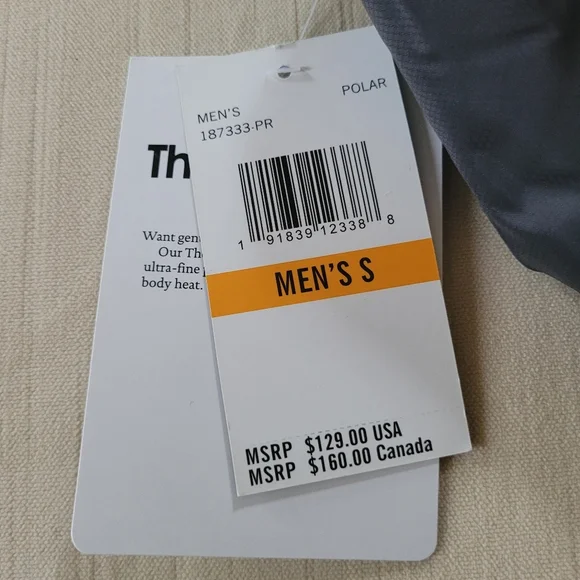 MEN'S
POLAR
187333-PR
1 91839 12338 8
MEN'S S
MSRP $129.00 USA
MSRP $160.00 Canada
Th
Want gen
Our The
ultra-fine
body heat.